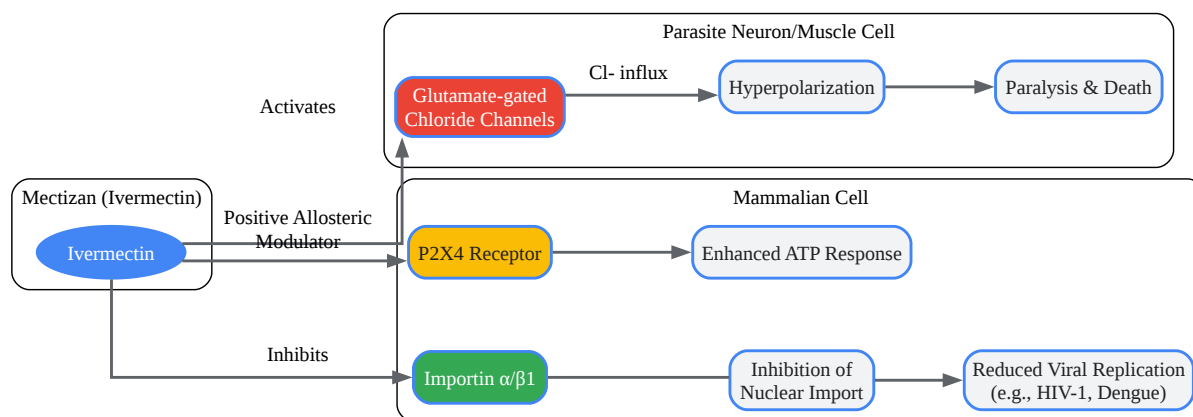 Parasite Neuron/Muscle Cell
Cl- influx
Activates
Glutamate-gated
Chloride Channels
Hyperpolarization
Paralysis & Death
Mectizan (Ivermectin)
Ivermectin
Positive Allosteric
Modulator
Mammalian Cell
P2X4 Receptor
Enhanced ATP Response
Inhibits
Importin α/β1
Inhibition of
Nuclear Import
Reduced Viral Replication
(e.g., HIV-1, Dengue)